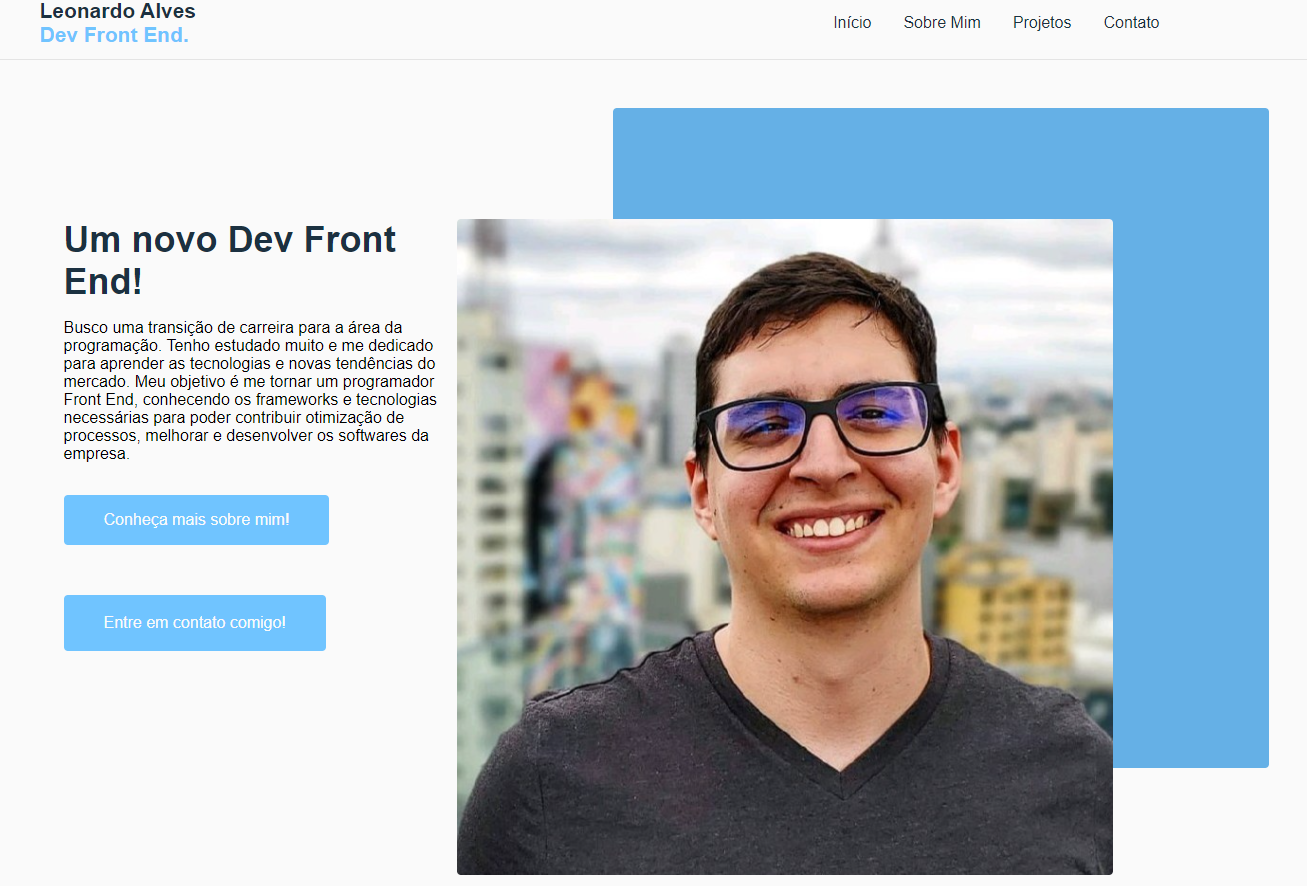 Leonardo Alves
Dev Front End.
Início Sobre Mim Projetos Contato
Um novo Dev Front
End!
Busco uma transição de carreira para a área da
programação. Tenho estudado muito e me dedicado
para aprender as tecnologias e novas tendências do
mercado. Meu objetivo é me tornar um programador
Front End, conhecendo os frameworks e tecnologias
necessárias para poder contribuir otimização de
processos, melhorar e desenvolver os softwares da
empresa.
Conheça mais sobre mim!
Entre em contato comigo!